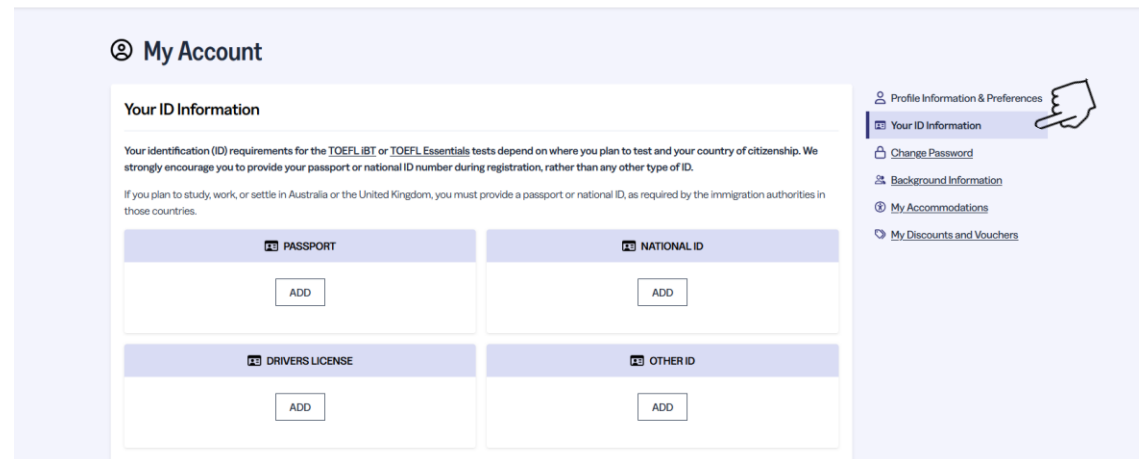 My Account
Your ID Information
Your identification (ID) requirements for the TOEFL iBT or TOEFL Essentials tests depend on where you plan to test and your country of citizenship. We
strongly encourage you to provide your passport or national ID number during registration, rather than any other type of ID.
If you plan to study, work, or settle in Australia or the United Kingdom, you must provide a passport or national ID, as required by the immigration authorities in
those countries.
PASSPORT
ADD
NATIONAL ID
ADD
DRIVERS LICENSE
ADD
OTHER ID
ADD
Profile Information & Preferences
Your ID Information
Change Password
Background Information
My Accommodations
My Discounts and Vouchers